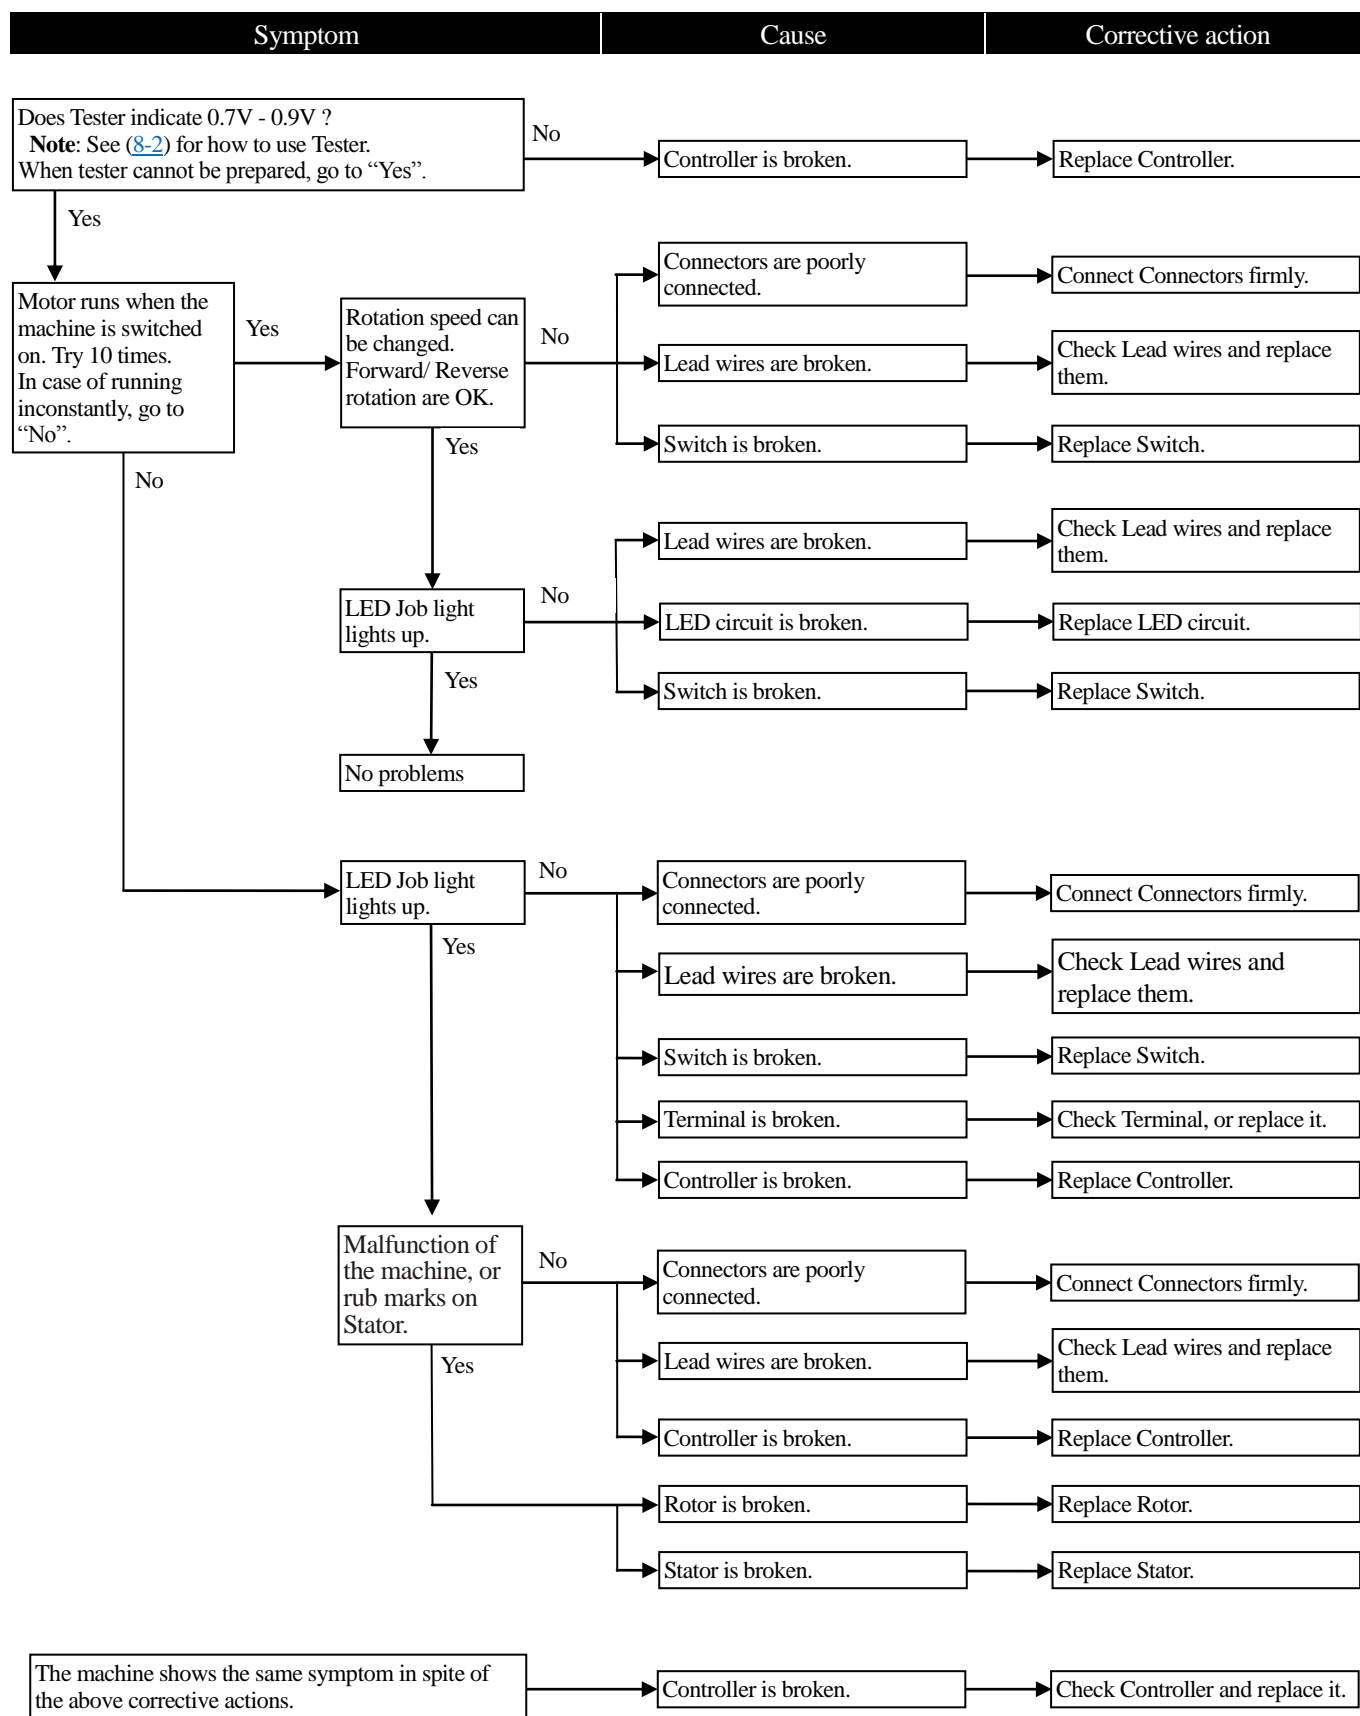 Symptom
Cause
Corrective action
Does Tester indicate 0.7V - 0.9V ?
Note: See (8-2) for how to use Tester.
When tester cannot be prepared, go to “Yes”.
No
Controller is broken.
Replace Controller.
Yes
Motor runs when the
machine is switched
on. Try 10 times.
In case of running
inconstantly, go to
“No”.
Yes
Rotation speed can
be changed.
Forward/ Reverse
rotation are OK.
No
Connectors are poorly
connected.
Connect Connectors firmly.
Lead wires are broken.
Check Lead wires and replace
them.
Switch is broken.
Replace Switch.
Yes
No
LED Job light
lights up.
No
Lead wires are broken.
Check Lead wires and replace
them.
LED circuit is broken.
Replace LED circuit.
Switch is broken.
Replace Switch.
Yes
No problems
LED Job light
lights up.
No
Connectors are poorly
connected.
Connect Connectors firmly.
Yes
Lead wires are broken.
Check Lead wires and
replace them.
Switch is broken.
Replace Switch.
Terminal is broken.
Check Terminal, or replace it.
Controller is broken.
Replace Controller.
Malfunction of
the machine, or
rub marks on
Stator.
No
Connectors are poorly
connected.
Connect Connectors firmly.
Yes
Lead wires are broken.
Check Lead wires and replace
them.
Controller is broken.
Replace Controller.
Rotor is broken.
Replace Rotor.
Stator is broken.
Replace Stator.
The machine shows the same symptom in spite of
the above corrective actions.
Controller is broken.
Check Controller and replace it.